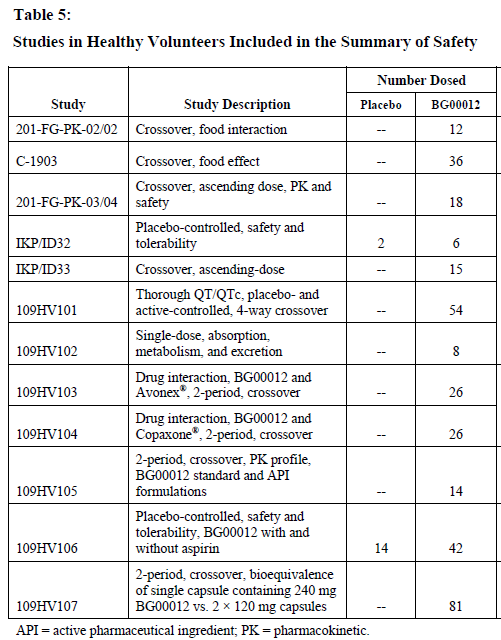 Table 5:
Studies in Healthy Volunteers Included in the Summary of Safety
Number Dosed
Study Study Description Placebo BG00012
201-FG-PK-02/02 Crossover, food interaction -- 12
C-1903 Crossover, food effect -- 36
Crossover, ascending dose, PK and
201-FG-PK-03/04 safety -- 18
Placebo-controlled, safety and
IKP/ID32 tolerability 2 6
IKP/ID33 Crossover, ascending-dose -- 15
Thorough QT/QTc, placebo- and
109HV101 active-controlled, 4-way crossover -- 54
Single-dose, absorption,
109HV102 metabolism, and excretion -- 8
Drug interaction, BG00012 and
109HV103 Avonex®, 2-period, crossover -- 26
Drug interaction, BG00012 and
109HV104 Copaxone®, 2-period, crossover -- 26
2-period, crossover, PK profile,
BG00012 standard and API
109HV105 formulations -- 14
Placebo-controlled, safety and
tolerability, BG00012 with and
109HV106 without aspirin 14 42
2-period, crossover, bioequivalence
of single capsule containing 240 mg
109HV107 BG00012 vs. 2 × 120 mg capsules -- 81
API = active pharmaceutical ingredient; PK = pharmacokinetic.